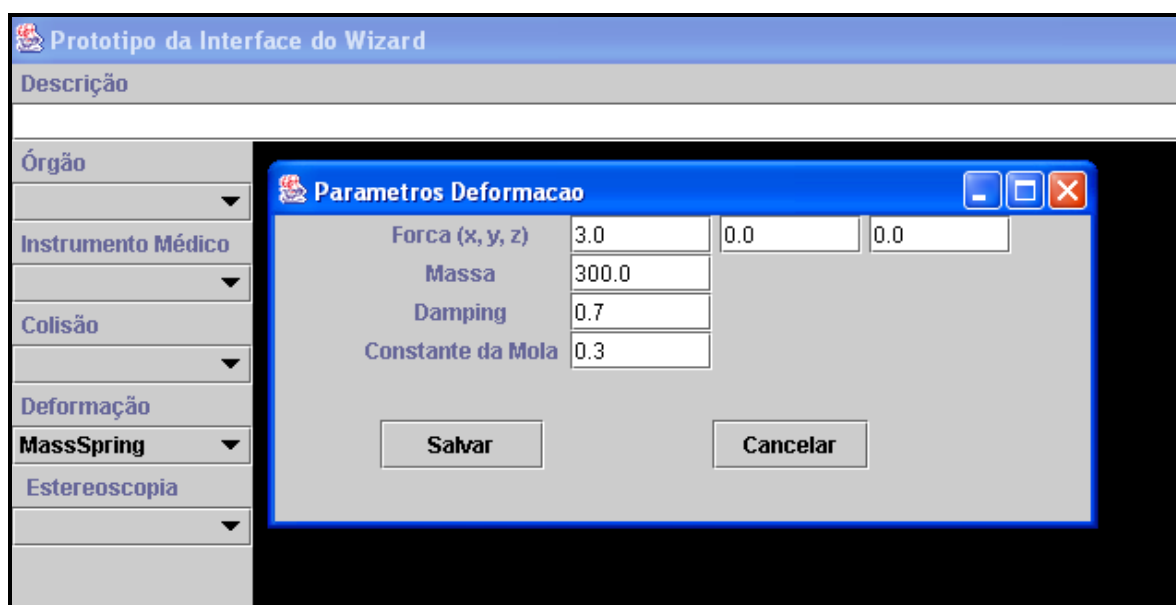 Prototipo da Interface do Wizard
Descrição
Órgão
Instrumento Médico
Colisão
Deformação
MassSpring
Estereoscopia
Parametros Deformacao
Forca (x, y, z) 3.0 0.0 0.0
Massa 300.0
Damping 0.7
Constante da Mola 0.3
Salvar Cancelar